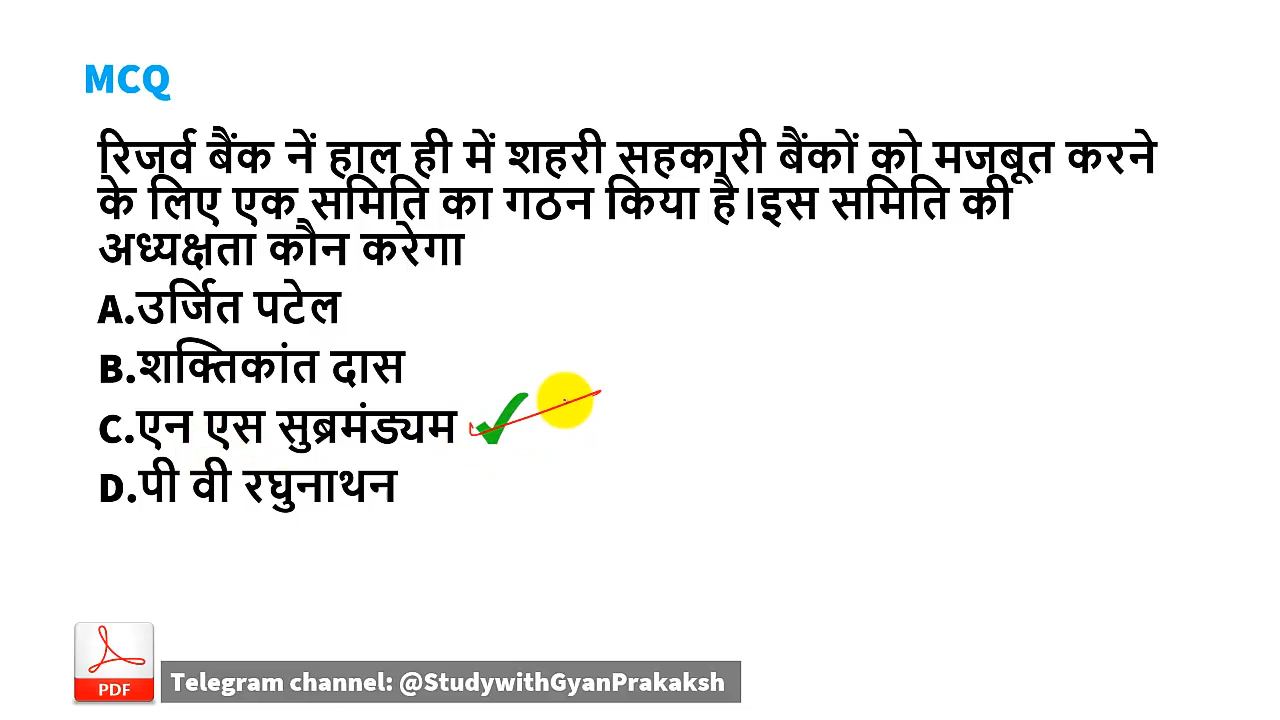 MCQ
रिजर्व बैंक नें हाल ही में शहरी सहकारी बैंकों को मजबूत करने
के लिए एक समिति का गठन किया है।इस समिति की
अध्यक्षता कौन करेगा
A.उर्जित पटेल
B.शक्तिकांत दास
C.एन एस सुब्रमंड्यम
D.पी वी रघुनाथन
PDF
Telegram channel: @StudywithGyanPrakaksh